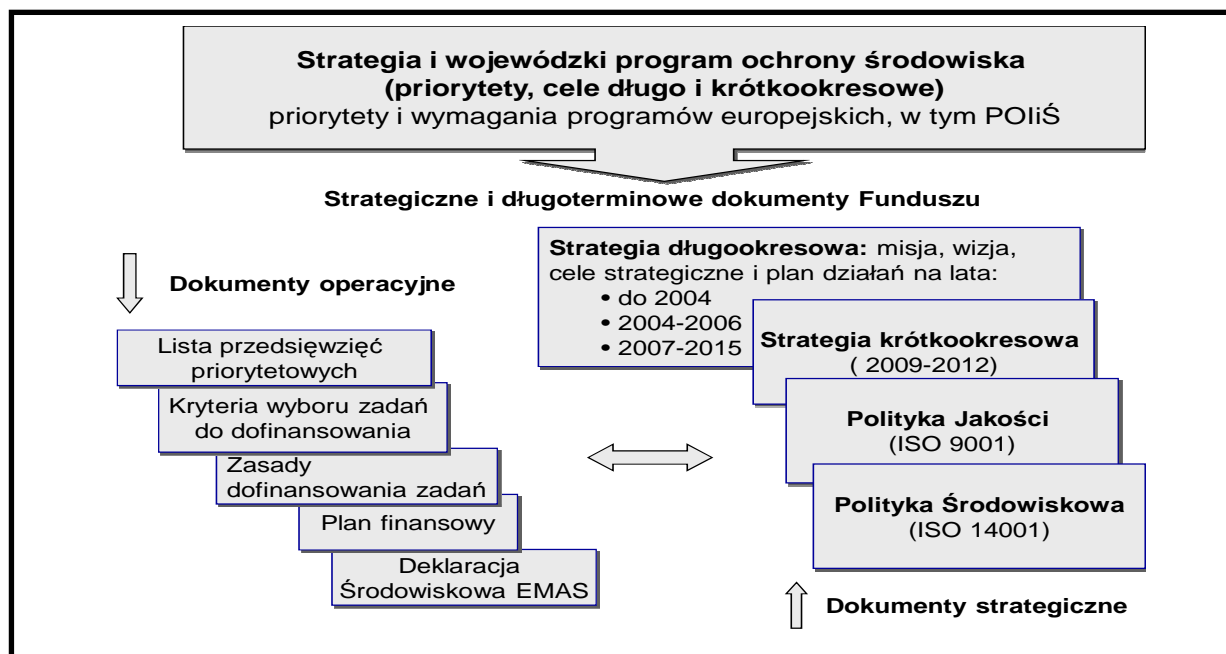 Strategia i wojewódzki program ochrony środowiska
(priorytety, cele długo i krótkookresowe)
priorytety i wymagania programów europejskich, w tym POIiŚ
Strategiczne i długoterminowe dokumenty Funduszu
Dokumenty operacyjne
Lista przedsięwzięć
priorytetowych
Kryteria wyboru zadań
do dofinansowania
Zasady
dofinansowania zadań
Plan finansowy
Deklaracja
Środowiskowa EMAS
Strategia długookresowa: misja, wizja,
cele strategiczne i plan działań na lata:
• do 2004
• 2004-2006
• 2007-2015
Strategia krótkookresowa
( 2009-2012)
Polityka Jakości
(ISO 9001)
Polityka Środowiskowa
(ISO 14001)
Dokumenty strategiczne